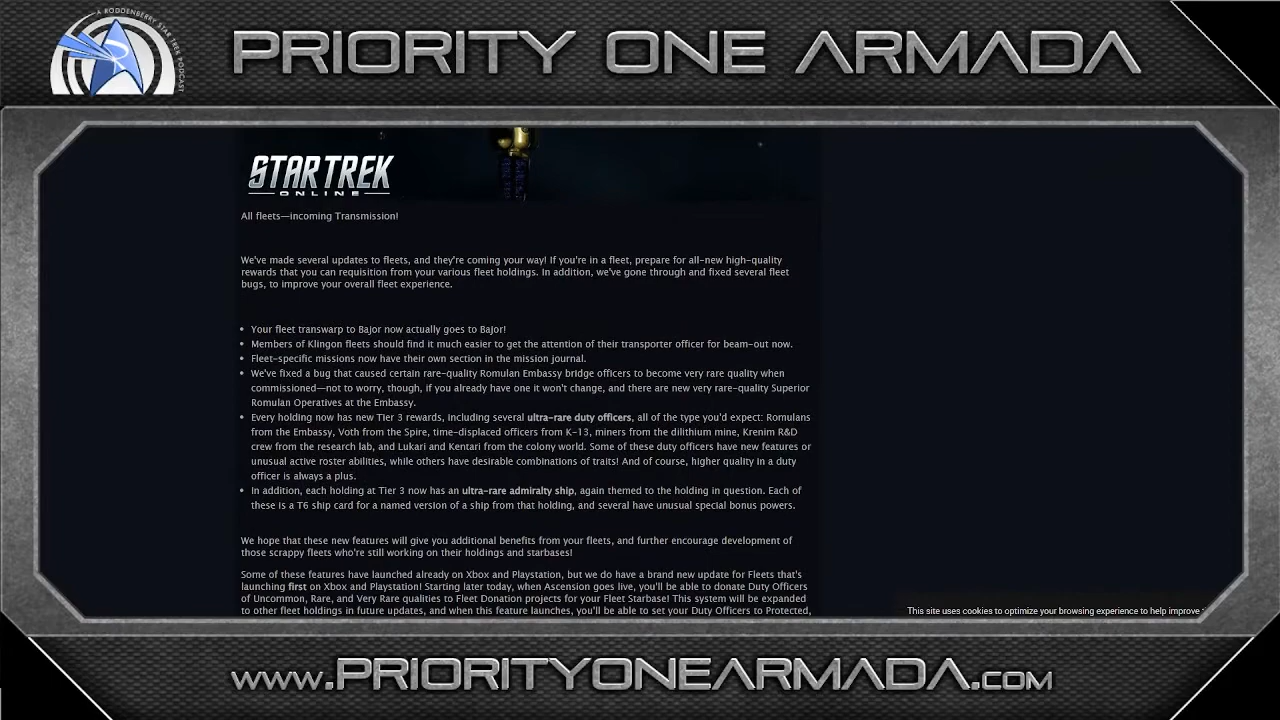 A RODDENBERRY STAR TREK PODCAST
PRIORITY ONE ARMADA
STAR TREK
ONLINE
All fleets—incoming Transmission!
We've made several updates to fleets, and they're coming your way! If you're in a fleet, prepare for all-new high-quality
rewards that you can requisition from your various fleet holdings. In addition, we've gone through and fixed several fleet
bugs, to improve your overall fleet experience.
• Your fleet transwarp to Bajor now actually goes to Bajor!
• Members of Klingon fleets should find it much easier to get the attention of their transporter officer for beam-out now.
• Fleet-specific missions now have their own section in the mission journal.
• We've fixed a bug that caused certain rare-quality Romulan Embassy bridge officers to become very rare quality when
commissioned—not to worry, though, if you already have one it won't change, and there are new very rare-quality Superior
Romulan Operatives at the Embassy.
• Every holding now has new Tier 3 rewards, including several ultra-rare duty officers, all of the type you'd expect: Romulans
from the Embassy, Voth from the Spire, time-displaced officers from K-13, miners from the dilithium mine, Krenim R&D
crew from the research lab, and Lukari and Kentari from the colony world. Some of these duty officers have new features or
unusual active roster abilities, while others have desirable combinations of traits! And of course, higher quality in a duty
officer is always a plus.
• In addition, each holding at Tier 3 now has an ultra-rare admiralty ship, again themed to the holding in question. Each of
these is a T6 ship card for a named version of a ship from that holding, and several have unusual special bonus powers.
We hope that these new features will give you additional benefits from your fleets, and further encourage development of
those scrappy fleets who're still working on their holdings and starbases!
Some of these features have launched already on Xbox and Playstation, but we do have a brand new update for Fleets that's
launching first on Xbox and Playstation! Starting later today, when Ascension goes live, you'll be able to donate Duty Officers
of Uncommon, Rare, and Very Rare qualities to Fleet Donation projects for your Fleet Starbase! This system will be expanded
to other fleet holdings in future updates, and when this feature launches, you'll be able to set your Duty Officers to Protected,
This site uses cookies to optimize your browsing experience to help improve
www.PRIORITYONEARMADA.com